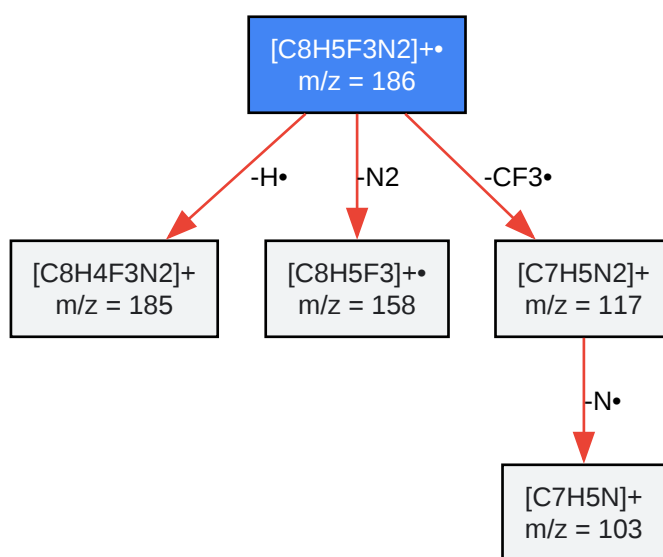 [C8H5F3N2]+•
m/z = 186
-H•
-N2
-CF3•
[C8H4F3N2]+
m/z = 185
[C8H5F3]+•
m/z = 158
[C7H5N2]+
m/z = 117
-N•
[C7H5N]+
m/z = 103